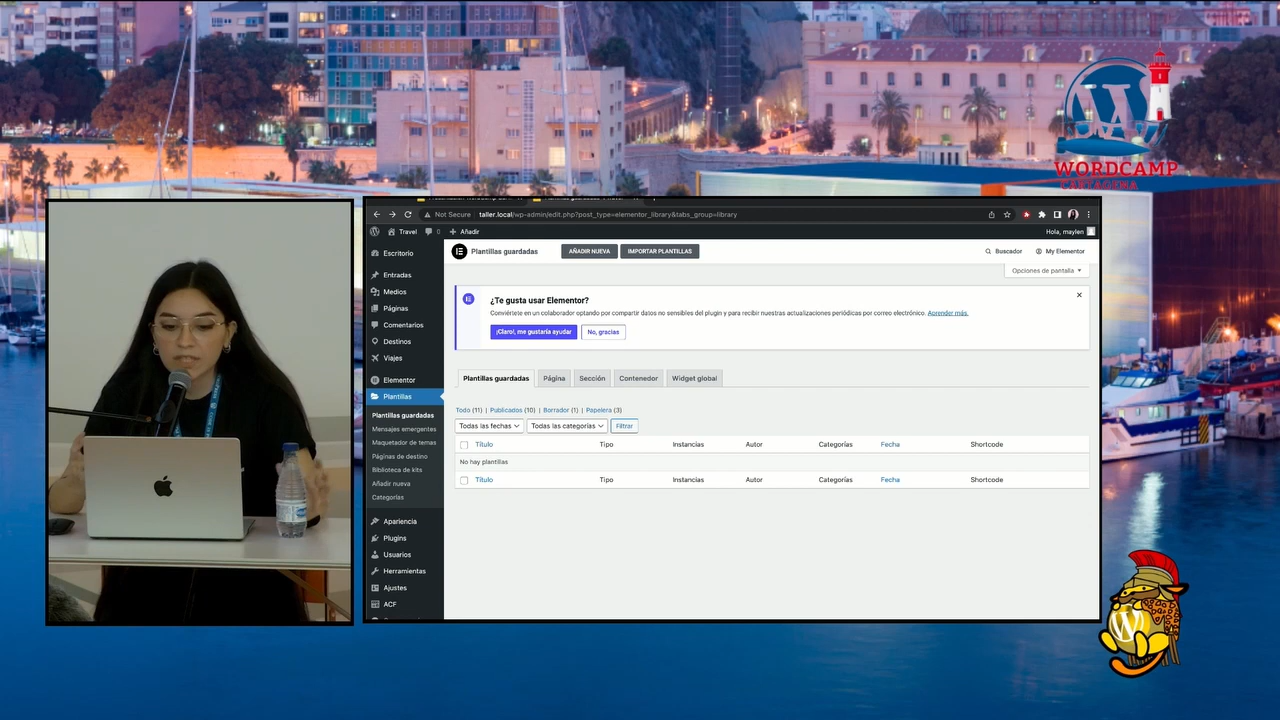 WORDCAMP
CARTAGENA
Not Secure
taller.local/wp-admin/edit.php?post_type=elementor_library&tabs_group=library
Travel
0
Añadir
Hola, maylen
Escritorio
Entradas
Medios
Páginas
Comentarios
Destinos
Viajes
Elementor
Plantillas
Plantillas guardadas
Mensajes emergentes
Maquetador de temas
Páginas de destino
Biblioteca de kits
Añadir nueva
Categorías
Apariencia
Plugins
Usuarios
Herramientas
Ajustes
ACF
Plantillas guardadas
AÑADIR NUEVA
IMPORTAR PLANTILLAS
Buscador
My Elementor
Opciones de pantalla
¿Te gusta usar Elementor?
Conviértete en un colaborador optando por compartir datos no sensibles del plugin y para recibir nuestras actualizaciones periódicas por correo electrónico. Aprender más.
¡Claro!, me gustaría ayudar
No, gracias
Plantillas guardadas
Página
Sección
Contenedor
Widget global
Todo (11) | Publicados (10) | Borrador (1) | Papelera (3)
Todas las fechas
Todas las categorías
Filtrar
Título Tipo Instancias Autor Categorías Fecha Shortcode
No hay plantillas
Título Tipo Instancias Autor Categorías Fecha Shortcode